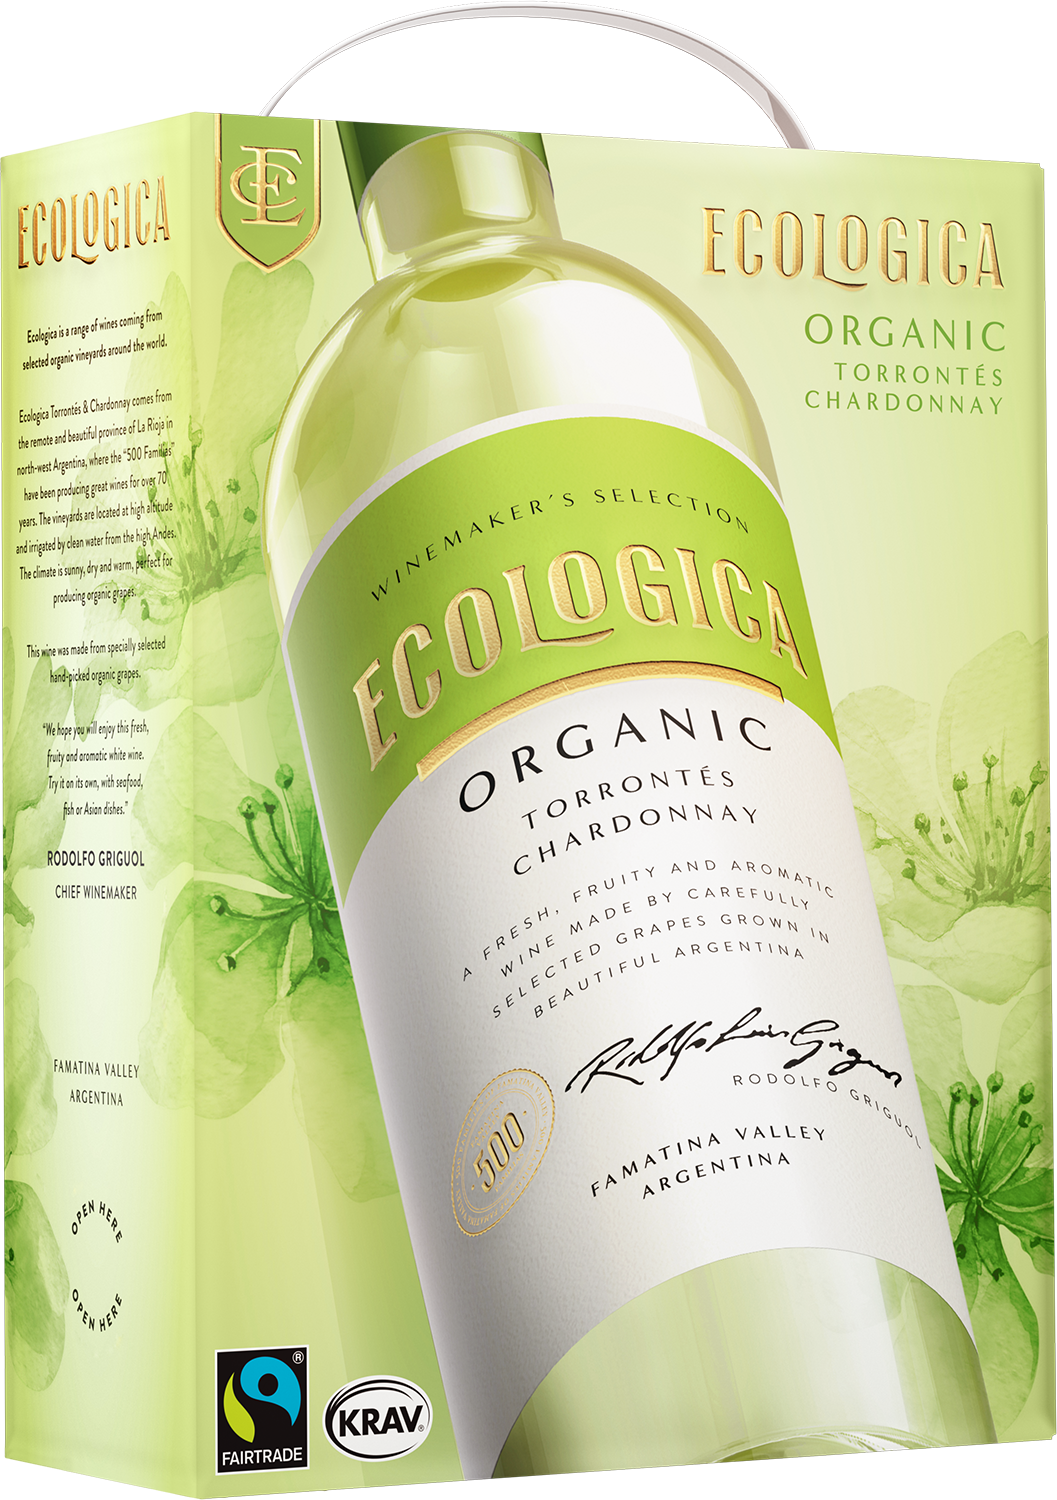 ECOLOGICA
Ecologica is a range of wines coming from
selected organic vineyards around the world.
Ecologica Torrontés & Chardonnay comes from
the remote and beautiful province of La Rioja in
north-west Argentina, where the "500 Familias"
have been producing great wines for over 70
years. The vineyards are located at high altitude
and irrigated by clean water from the high Andes.
The climate is sunny, dry and warm, perfect for
producing organic grapes.
This wine was made from specially selected
hand-picked organic grapes.
"We hope you will enjoy this fresh,
fruity and aromatic white wine.
Try it on its own, with seafood,
fish or Asian dishes."
RODOLFO GRIGUOL
CHIEF WINEMAKER
FAMATINA VALLEY
ARGENTINA
OPEN HERE
OPEN HERE
ECOLOGICA
ORGANIC
TORRONTÉS
CHARDONNAY
WINEMAKER´S SELECTION
ECOLOGICA
ORGANIC
TORRONTÉS
CHARDONNAY
A FRESH, FRUITY AND AROMATIC
WINE MADE BY CAREFULLY
SELECTED GRAPES GROWN IN
BEAUTIFUL ARGENTINA
Rodolfo Luis Griguol
RODOLFO GRIGUOL
500
FAMATINA VALLEY
ARGENTINA
FAIRTRADE
®
KRAV®